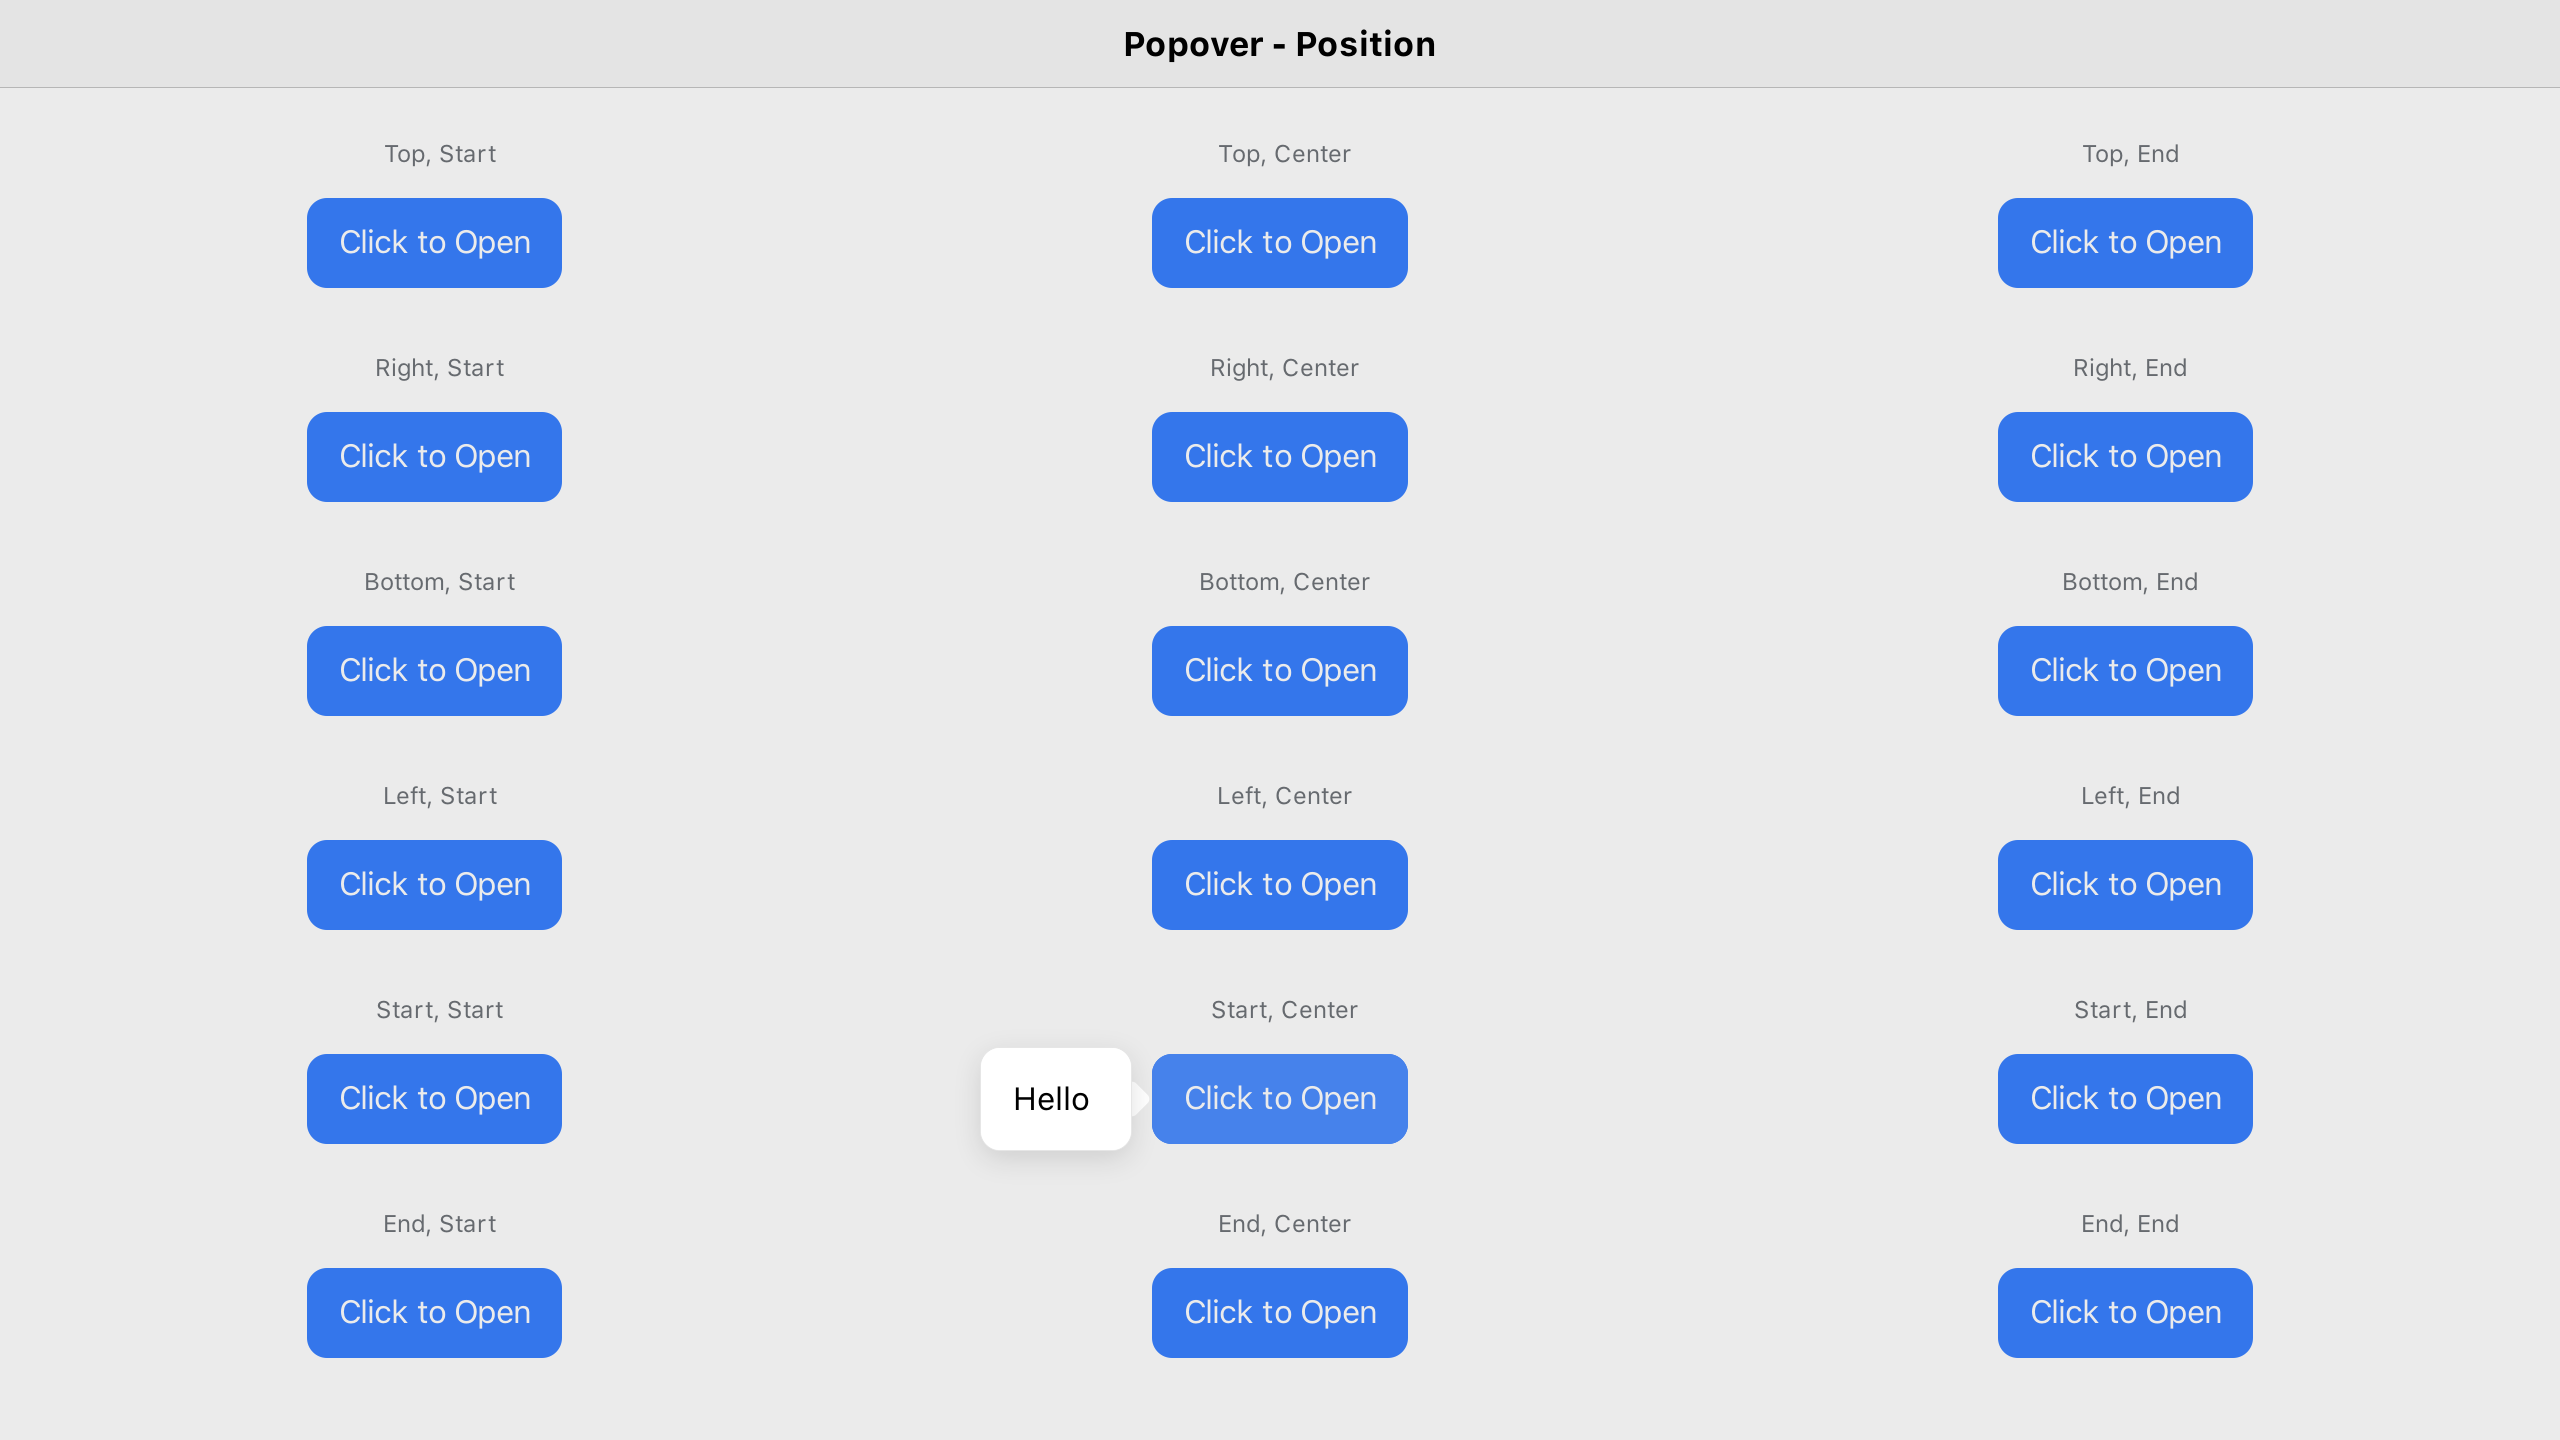 Popover - Position
Top, Start
Top, Center
Top, End
Click to Open
Click to Open
Click to Open
Right, Start
Right, Center
Right, End
Click to Open
Click to Open
Click to Open
Bottom, Start
Bottom, Center
Bottom, End
Click to Open
Click to Open
Click to Open
Left, Start
Left, Center
Left, End
Click to Open
Click to Open
Click to Open
Start, Start
Start, Center
Start, End
Click to Open
Hello
Click to Open
Click to Open
End, Start
End, Center
End, End
Click to Open
Click to Open
Click to Open